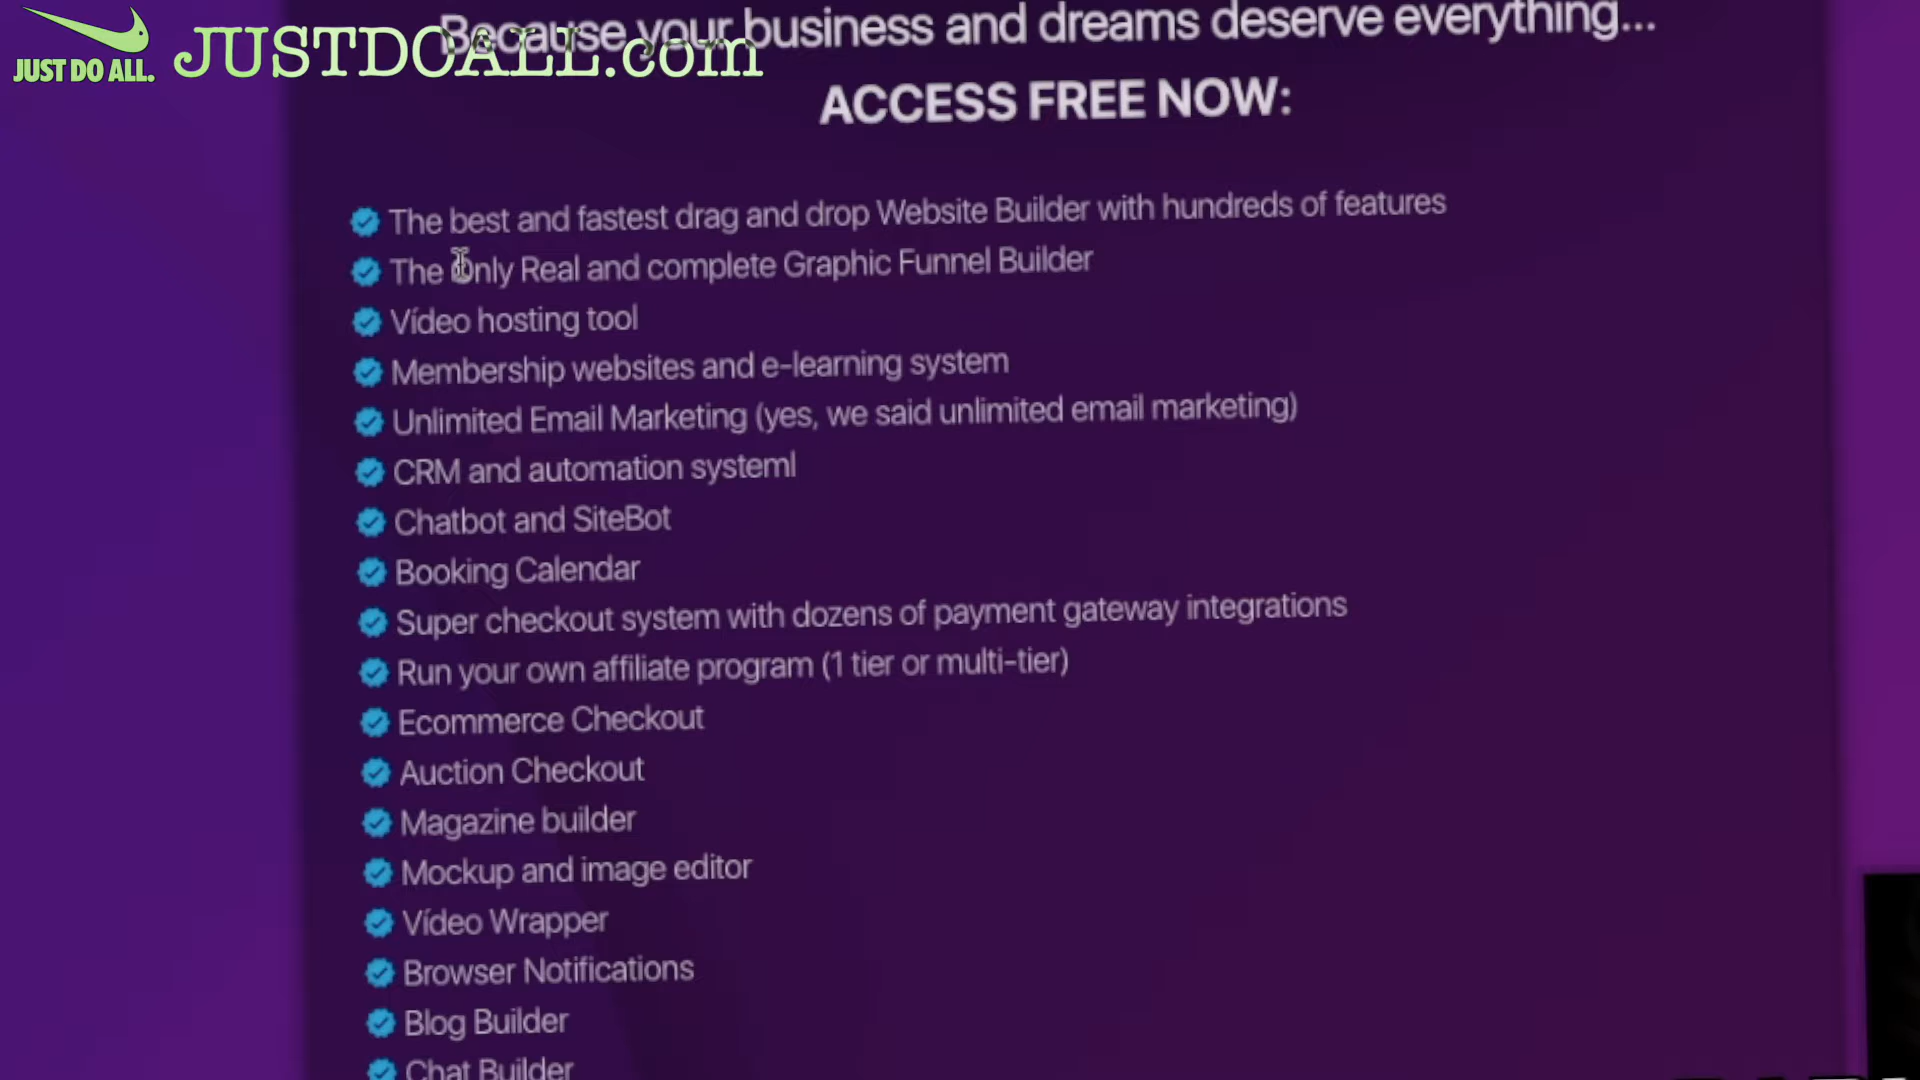 Because your business and dreams deserve everything...
JUST DO ALL.
JUSTDOALL.com
ACCESS FREE NOW:
The best and fastest drag and drop Website Builder with hundreds of features
The Only Real and complete Graphic Funnel Builder
Vídeo hosting tool
Membership websites and e-learning system
Unlimited Email Marketing (yes, we said unlimited email marketing)
CRM and automation systeml
Chatbot and SiteBot
Booking Calendar
Super checkout system with dozens of payment gateway integrations
Run your own affiliate program (1 tier or multi-tier)
Ecommerce Checkout
Auction Checkout
Magazine builder
Mockup and image editor
Vídeo Wrapper
Browser Notifications
Blog Builder
Chat Builder